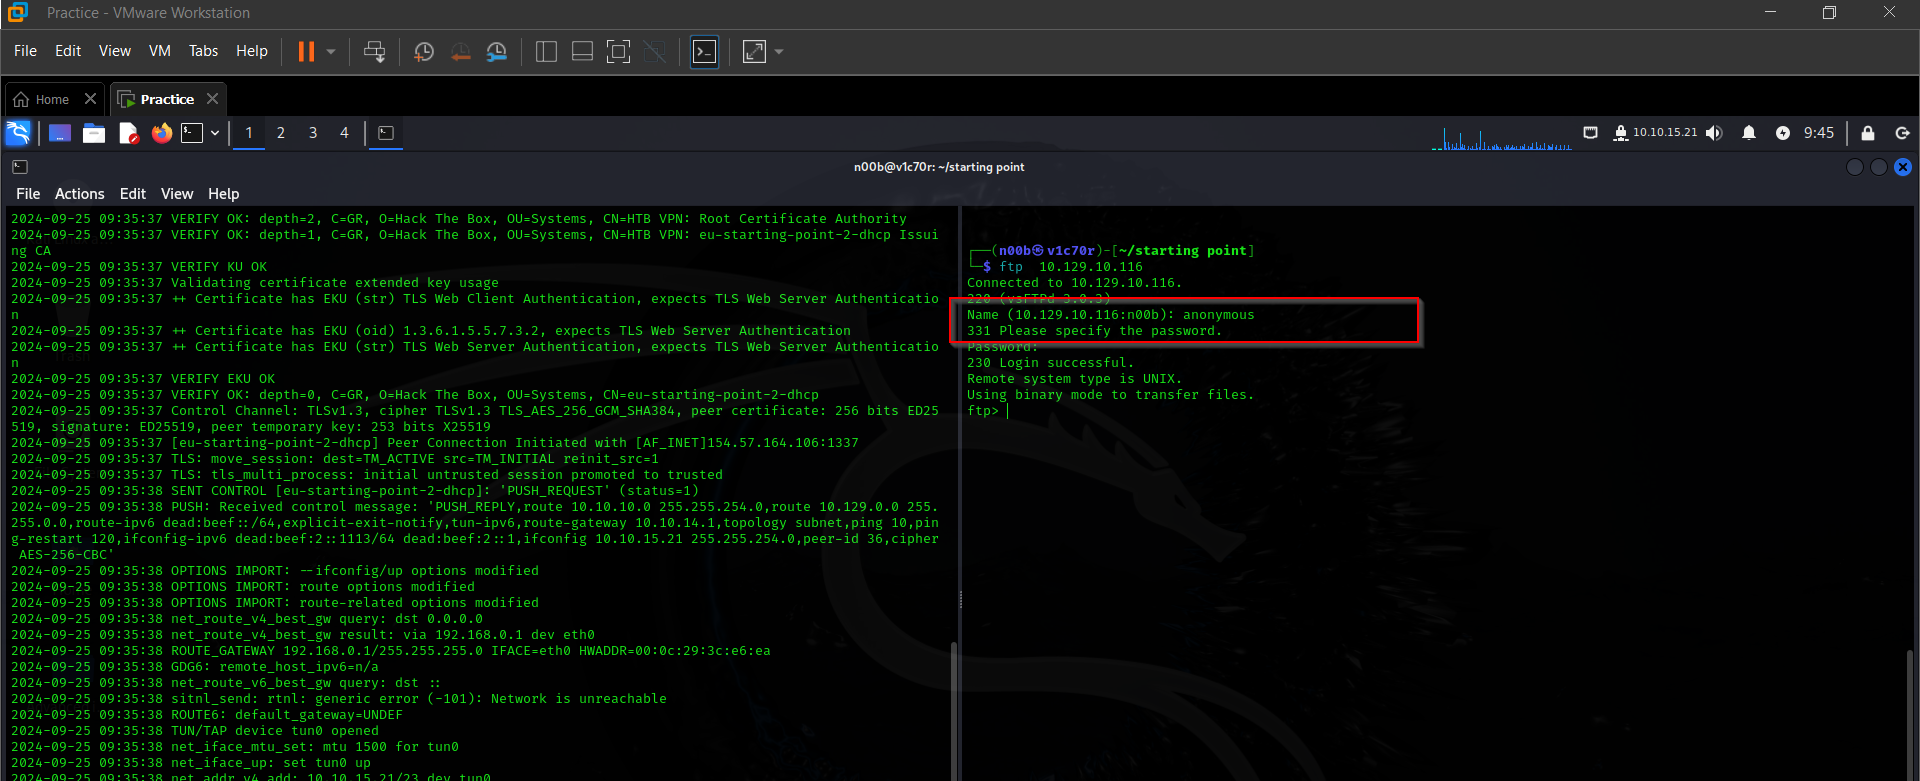 Practice - VMware Workstation
File Edit View VM Tabs Help
Home Practice
1 2 3 4 10.10.15.21 9:45
n00b@v1c70r: ~/starting point
File Actions Edit View Help
2024-09-25 09:35:37 VERIFY OK: depth=2, C=GR, O=Hack The Box, OU=Systems, CN=HTB VPN: Root Certificate Authority
2024-09-25 09:35:37 VERIFY OK: depth=1, C=GR, O=Hack The Box, OU=Systems, CN=HTB VPN: eu-starting-point-2-dhcp Issui
ng CA
2024-09-25 09:35:37 VERIFY KU OK
2024-09-25 09:35:37 Validating certificate extended key usage
2024-09-25 09:35:37 ++ Certificate has EKU (str) TLS Web Client Authentication, expects TLS Web Server Authenticatio
n
2024-09-25 09:35:37 ++ Certificate has EKU (oid) 1.3.6.1.5.5.7.3.2, expects TLS Web Server Authentication
2024-09-25 09:35:37 ++ Certificate has EKU (str) TLS Web Server Authentication, expects TLS Web Server Authenticatio
n
2024-09-25 09:35:37 VERIFY EKU OK
2024-09-25 09:35:37 VERIFY OK: depth=0, C=GR, O=Hack The Box, OU=Systems, CN=eu-starting-point-2-dhcp
2024-09-25 09:35:37 Control Channel: TLSv1.3, cipher TLSv1.3 TLS_AES_256_GCM_SHA384, peer certificate: 256 bits ED25
519, signature: ED25519, peer temporary key: 253 bits X25519
2024-09-25 09:35:37 [eu-starting-point-2-dhcp] Peer Connection Initiated with [AF_INET]154.57.164.106:1337
2024-09-25 09:35:37 TLS: move_session: dest=TM_ACTIVE src=TM_INITIAL reinit_src=1
2024-09-25 09:35:37 TLS: tls_multi_process: initial untrusted session promoted to trusted
2024-09-25 09:35:38 SENT CONTROL [eu-starting-point-2-dhcp]: 'PUSH_REQUEST' (status=1)
2024-09-25 09:35:38 PUSH: Received control message: 'PUSH_REPLY,route 10.10.10.0 255.255.254.0,route 10.129.0.0 255.
255.0.0,route-ipv6 dead:beef::/64,explicit-exit-notify,tun-ipv6,route-gateway 10.10.14.1,topology subnet,ping 10,pin
g-restart 120,ifconfig-ipv6 dead:beef:2::1113/64 dead:beef:2::1,ifconfig 10.10.15.21 255.255.254.0,peer-id 36,cipher
AES-256-CBC'
2024-09-25 09:35:38 OPTIONS IMPORT: --ifconfig/up options modified
2024-09-25 09:35:38 OPTIONS IMPORT: route options modified
2024-09-25 09:35:38 OPTIONS IMPORT: route-related options modified
2024-09-25 09:35:38 net_route_v4_best_gw query: dst 0.0.0.0
2024-09-25 09:35:38 net_route_v4_best_gw result: via 192.168.0.1 dev eth0
2024-09-25 09:35:38 ROUTE_GATEWAY 192.168.0.1/255.255.255.0 IFACE=eth0 HWADDR=00:0c:29:3c:e6:ea
2024-09-25 09:35:38 GDG6: remote_host_ipv6=n/a
2024-09-25 09:35:38 net_route_v6_best_gw query: dst ::
2024-09-25 09:35:38 sitnl_send: rtnl: generic error (-101): Network is unreachable
2024-09-25 09:35:38 ROUTE6: default_gateway=UNDEF
2024-09-25 09:35:38 TUN/TAP device tun0 opened
2024-09-25 09:35:38 net_iface_mtu_set: mtu 1500 for tun0
2024-09-25 09:35:38 net_iface_up: set tun0 up
2024-09-25 09:35:38 net_addr_v4_add: 10.10.15.21/23 dev tun0
┌──(n00b㉿v1c70r)-[~/starting point]
└─$ ftp 10.129.10.116
Connected to 10.129.10.116.
220 (vsFTPd 3.0.3)
Name (10.129.10.116:n00b): anonymous
331 Please specify the password.
Password:
230 Login successful.
Remote system type is UNIX.
Using binary mode to transfer files.
ftp>